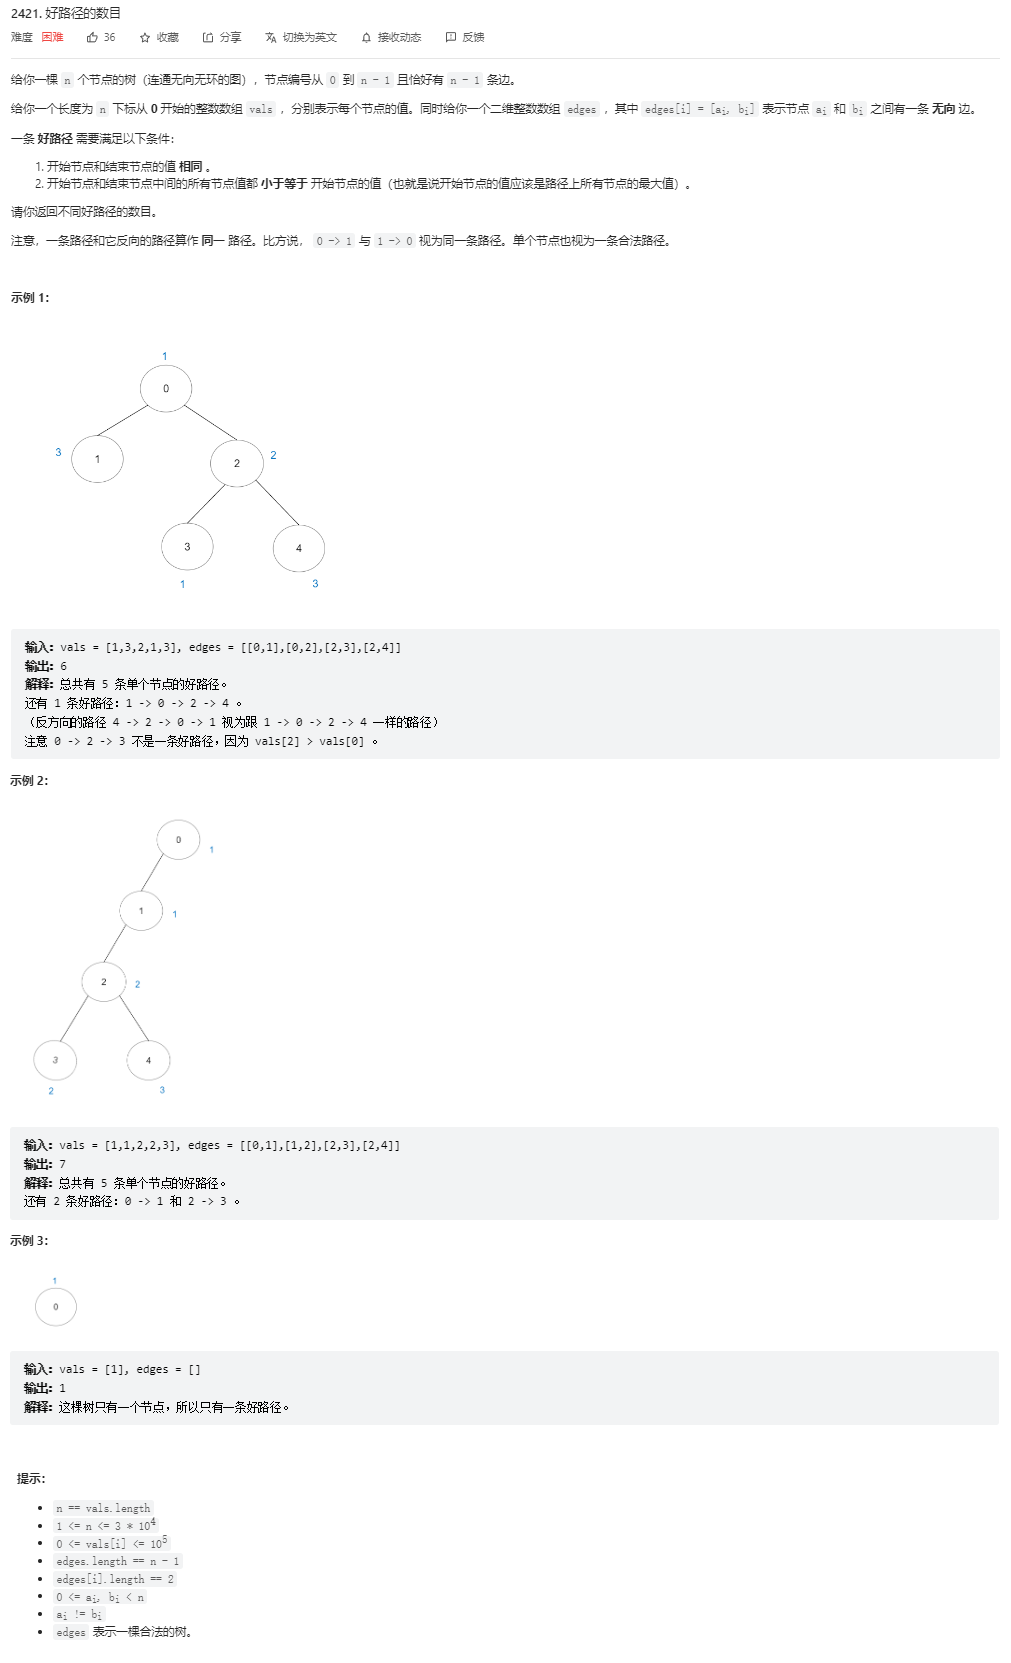 2421. 好路径的数目
难度 困难 36 收藏 分享 切换为英文 接收动态 反馈
给你一棵 n 个节点的树（连通无向无环的图），节点编号从 0 到 n - 1 且恰好有 n - 1 条边。
给你一个长度为 n 下标从 0 开始的整数数组 vals ，分别表示每个节点的值。同时给你一个二维整数数组 edges ，其中 edges[i] = [ai, bi] 表示节点 ai 和 bi 之间有一条 无向 边。
一条 好路径 需要满足以下条件：
1. 开始节点和结束节点的值 相同 。
2. 开始节点和结束节点中间的所有节点值都 小于等于 开始节点的值（也就是说开始节点的值应该是路径上所有节点的最大值）。
请你返回不同好路径的数目。
注意，一条路径和它反向的路径算作 同一 路径。比方说， 0 -> 1 与 1 -> 0 视为同一条路径。单个节点也视为一条合法路径。
示例 1：
1
0
3
1
2
2
3
4
1
3
输入：vals = [1,3,2,1,3], edges = [[0,1],[0,2],[2,3],[2,4]]
输出：6
解释：总共有 5 条单个节点的好路径。
还有 1 条好路径：1 -> 0 -> 2 -> 4 。
（反方向的路径 4 -> 2 -> 0 -> 1 视为跟 1 -> 0 -> 2 -> 4 一样的路径）
注意 0 -> 2 -> 3 不是一条好路径，因为 vals[2] > vals[0] 。
示例 2：
0
1
1
1
2
2
3
4
2
3
输入：vals = [1,1,2,2,3], edges = [[0,1],[1,2],[2,3],[2,4]]
输出：7
解释：总共有 5 条单个节点的好路径。
还有 2 条好路径：0 -> 1 和 2 -> 3 。
示例 3：
1
0
输入：vals = [1], edges = []
输出：1
解释：这棵树只有一个节点，所以只有一条好路径。
提示：
• n == vals.length
• 1 <= n <= 3 * 10^4
• 0 <= vals[i] <= 10^5
• edges.length == n - 1
• edges[i].length == 2
• 0 <= ai, bi < n
• ai != bi
• edges 表示一棵合法的树。